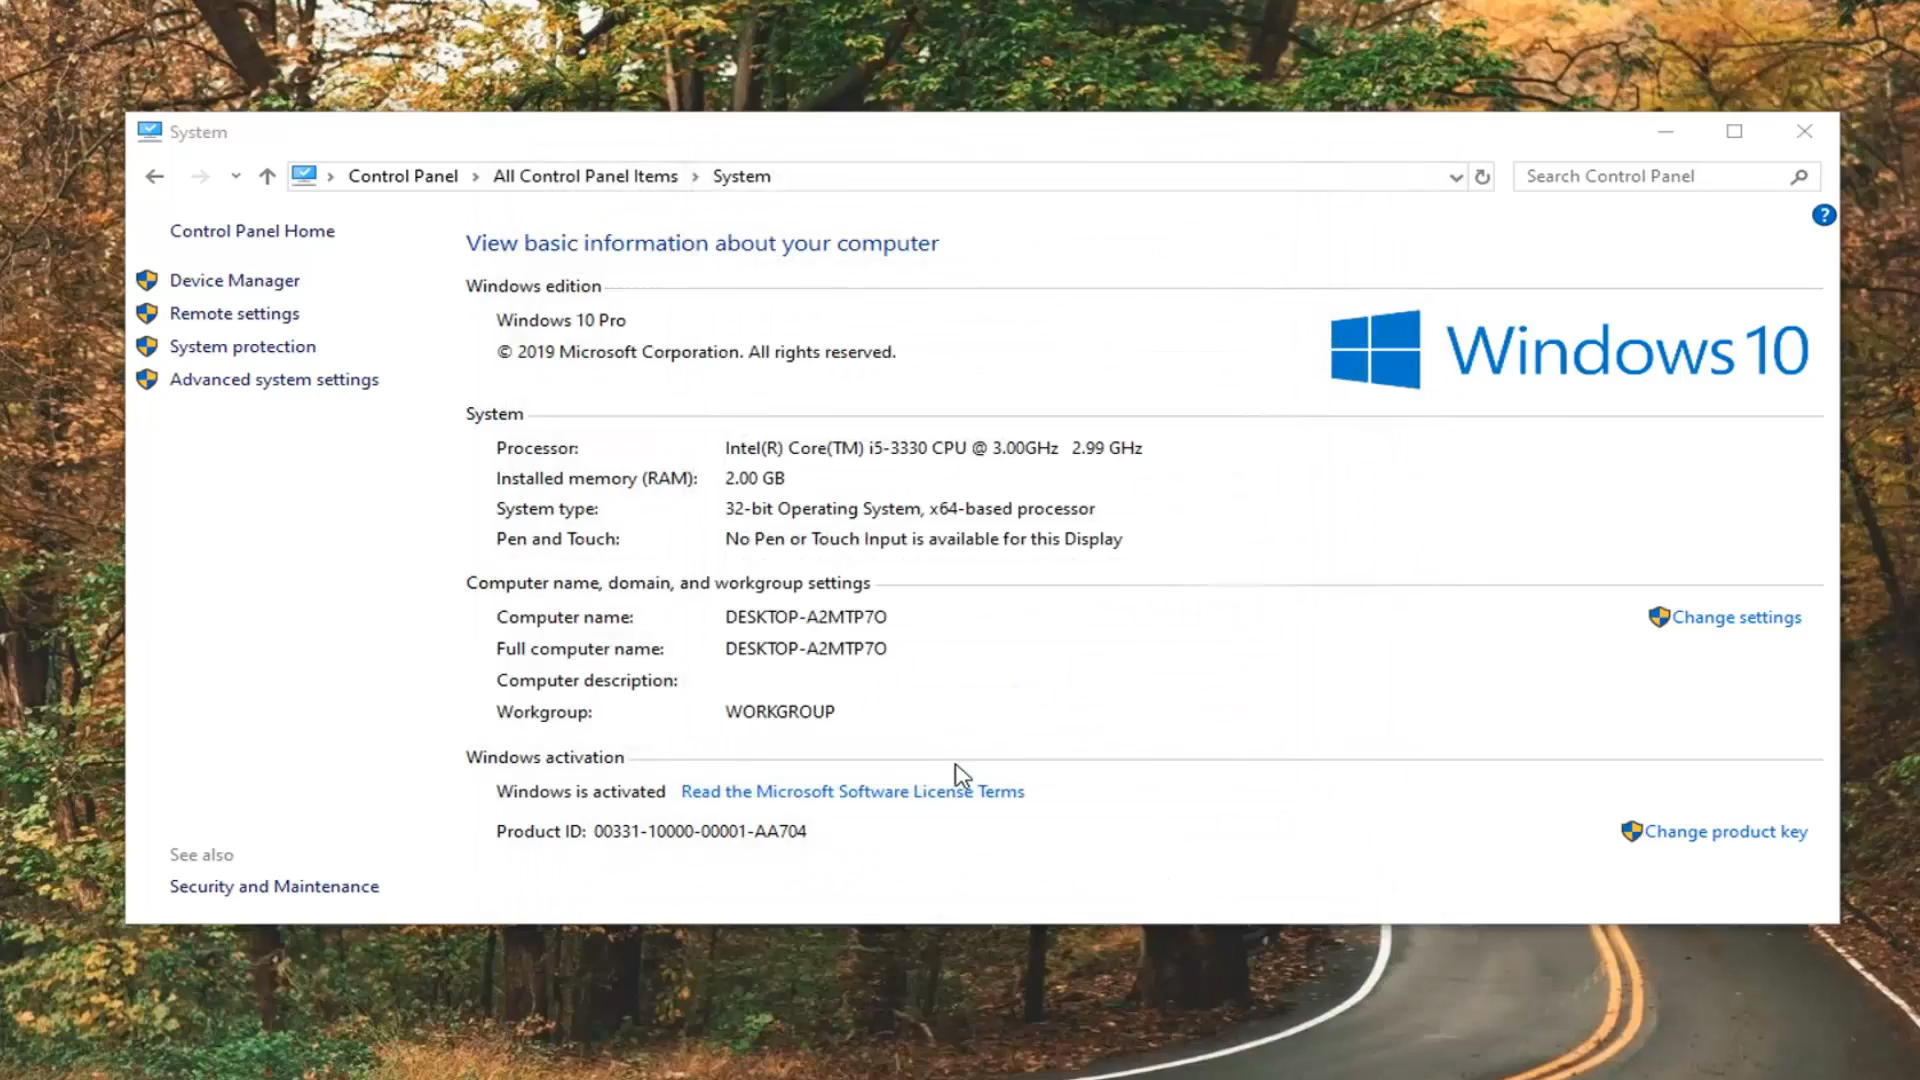 System
Control Panel > All Control Panel Items > System
Search Control Panel
?
Control Panel Home
Device Manager
Remote settings
System protection
Advanced system settings
View basic information about your computer
Windows edition
Windows 10 Pro
© 2019 Microsoft Corporation. All rights reserved.
Windows 10
System
Processor: Intel(R) Core(TM) i5-3330 CPU @ 3.00GHz 2.99 GHz
Installed memory (RAM): 2.00 GB
System type: 32-bit Operating System, x64-based processor
Pen and Touch: No Pen or Touch Input is available for this Display
Computer name, domain, and workgroup settings
Computer name: DESKTOP-A2MTP7O
Change settings
Full computer name: DESKTOP-A2MTP7O
Computer description:
Workgroup: WORKGROUP
Windows activation
Windows is activated Read the Microsoft Software License Terms
Product ID: 00331-10000-00001-AA704
Change product key
See also
Security and Maintenance